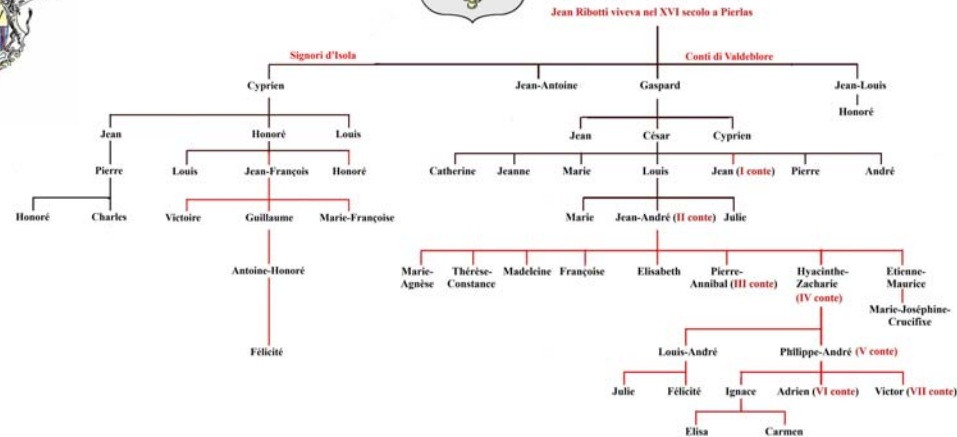 Jean Ribotti viveva nel XVI secolo a Pierlas
Signori d'Isola
Conti di Valdeblore
Cyprien
Jean-Antoine
Gaspard
Jean-Louis
Honoré
Jean
Honoré
Louis
Jean
César
Cyprien
Pierre
Louis
Jean-François
Honoré
Catherine
Jeanne
Marie
Louis
Jean (I conte)
Pierre
André
Honoré
Charles
Victoire
Guillaume
Marie-Françoise
Marie
Jean-André (II conte)
Julie
Antoine-Honoré
Marie-
Agnèse
Thérèse-
Constance
Madeleine
Françoise
Elisabeth
Pierre-
Annibal (III conte)
Hyacinthe-
Zacharie
(IV conte)
Etienne-
Maurice
Marie-Joséphine-
Crucifixe
Félicité
Louis-André
Philippe-André (V conte)
Julie
Félicité
Ignace
Adrien (VI conte)
Victor (VII conte)
Elisa
Carmen